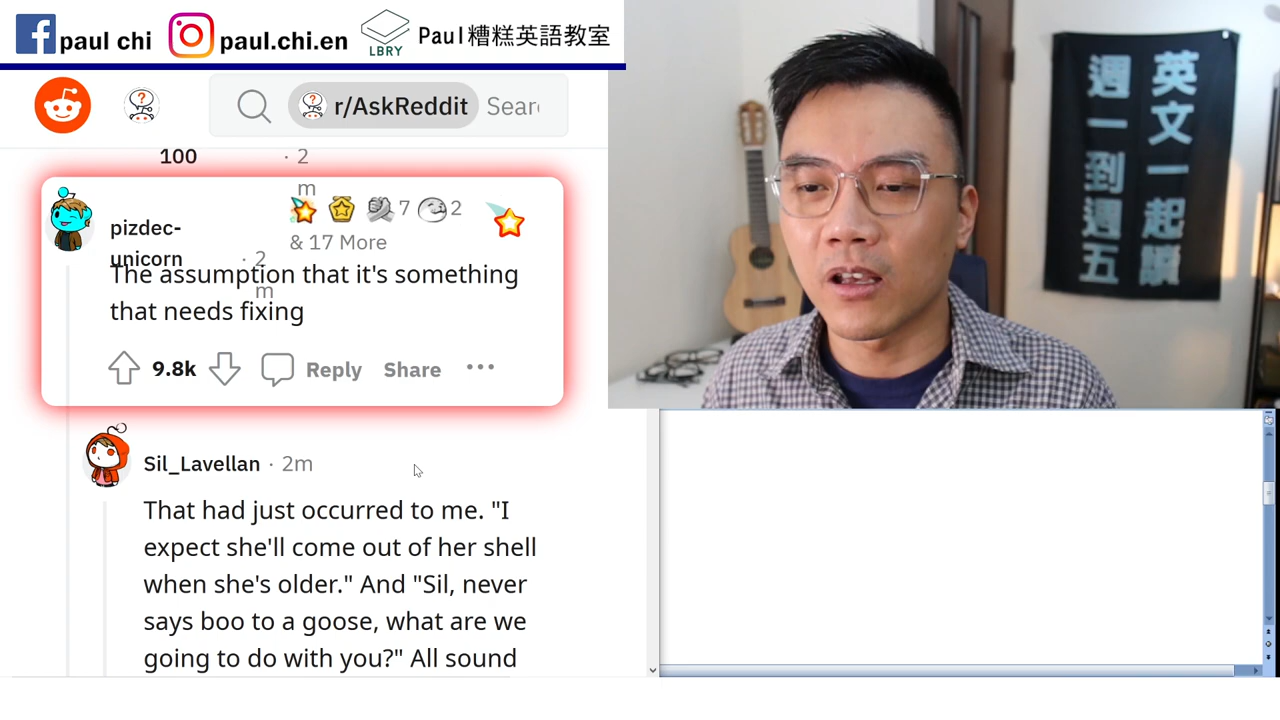 paul chi
paul.chi.en
LBRY
Paul糟糕英語教室
r/AskReddit
Sear
100 · 2
m
7
2
& 17 More
pizdec-
unicorn · 2
m
The assumption that it's something
that needs fixing
9.8k
Reply
Share
Sil_Lavellan · 2m
That had just occurred to me. "I
expect she'll come out of her shell
when she's older." And "Sil, never
says boo to a goose, what are we
going to do with you?" All sound
英文一起讀
週一到週五